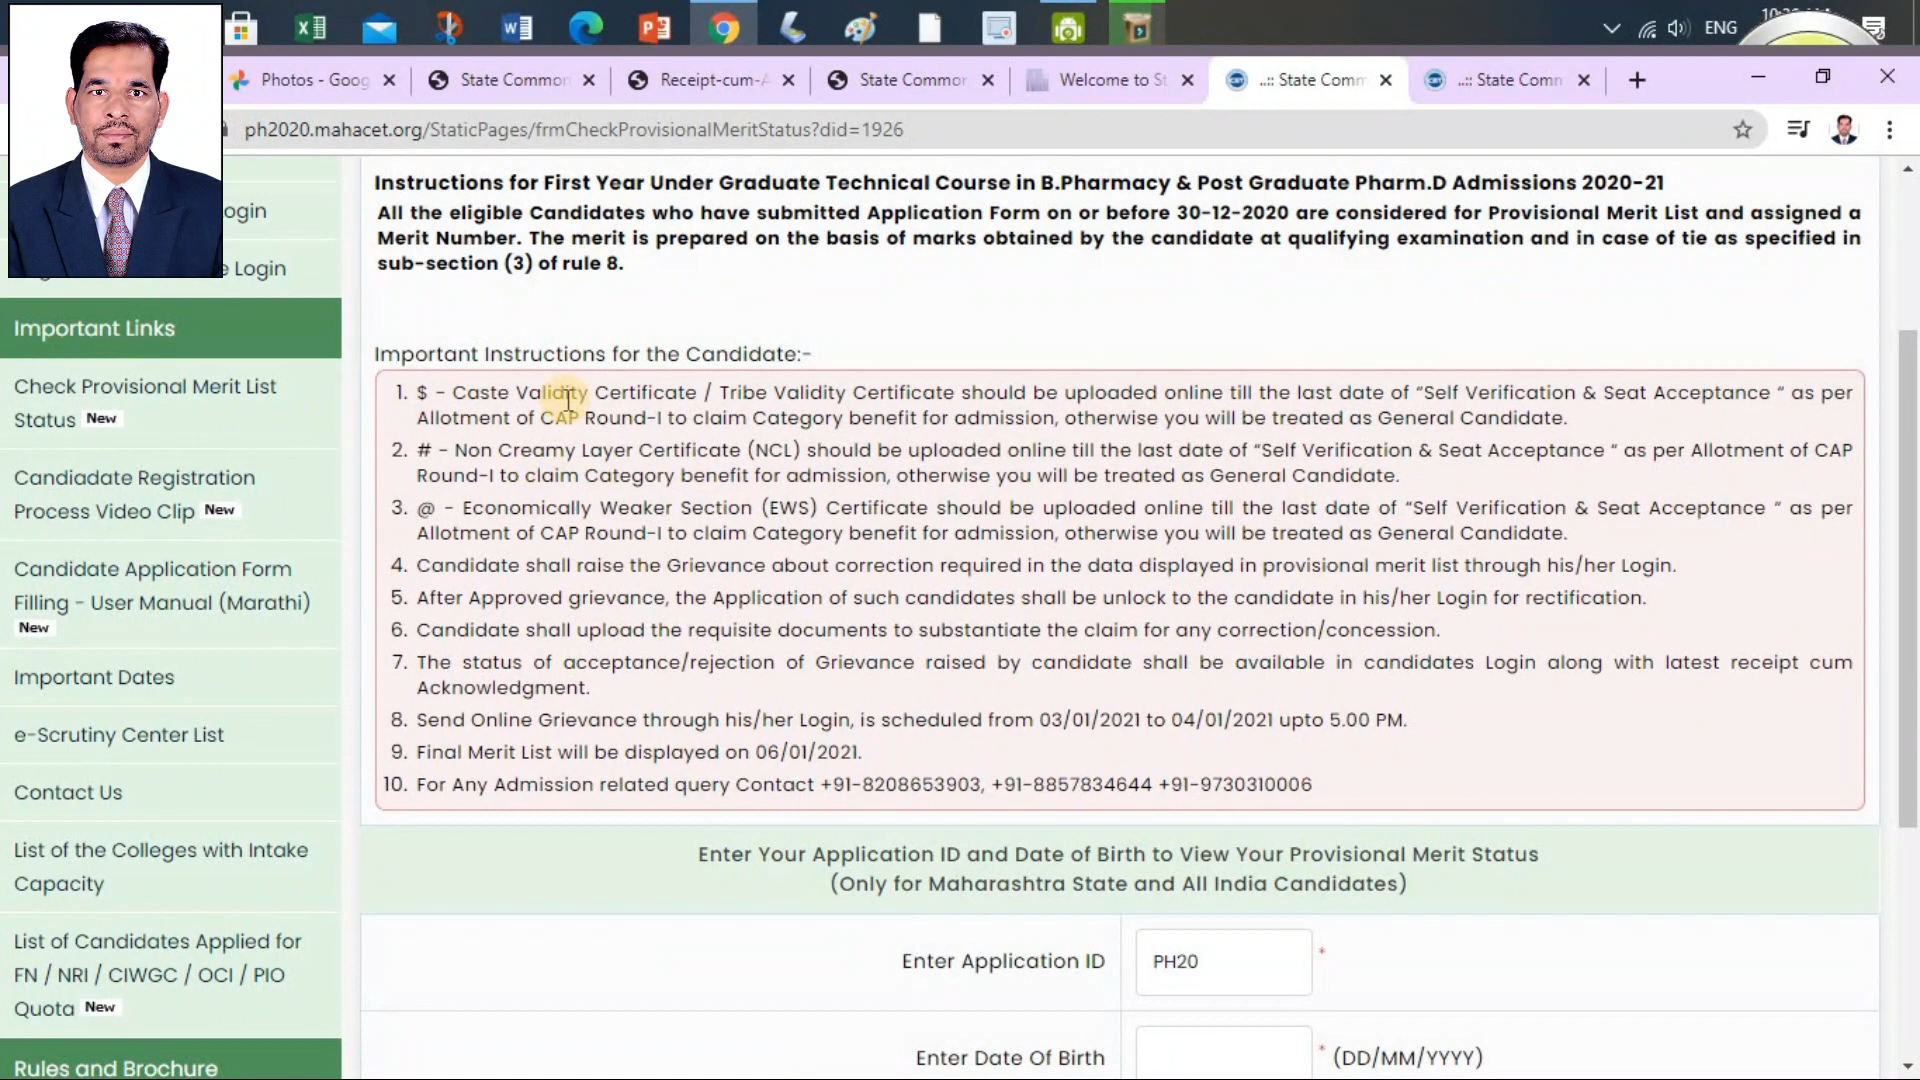 10:30 AM
ENG
Photos - Goog
State Common
Receipt-cum-A
State Common
Welcome to St
..:: State Comm
..:: State Comm
ph2020.mahacet.org/StaticPages/frmCheckProvisionalMeritStatus?did=1926
ogin
e Login
Important Links
Check Provisional Merit List
Status New
Candiadate Registration
Process Video Clip New
Candidate Application Form
Filling - User Manual (Marathi)
New
Important Dates
e-Scrutiny Center List
Contact Us
List of the Colleges with Intake
Capacity
List of Candidates Applied for
FN / NRI / CIWGC / OCI / PIO
Quota New
Rules and Brochure
Instructions for First Year Under Graduate Technical Course in B.Pharmacy & Post Graduate Pharm.D Admissions 2020-21
All the eligible Candidates who have submitted Application Form on or before 30-12-2020 are considered for Provisional Merit List and assigned a
Merit Number. The merit is prepared on the basis of marks obtained by the candidate at qualifying examination and in case of tie as specified in
sub-section (3) of rule 8.
Important Instructions for the Candidate:-
1. $ - Caste Validity Certificate / Tribe Validity Certificate should be uploaded online till the last date of “Self Verification & Seat Acceptance “ as per
Allotment of CAP Round-I to claim Category benefit for admission, otherwise you will be treated as General Candidate.
2. # - Non Creamy Layer Certificate (NCL) should be uploaded online till the last date of “Self Verification & Seat Acceptance “ as per Allotment of CAP
Round-I to claim Category benefit for admission, otherwise you will be treated as General Candidate.
3. @ - Economically Weaker Section (EWS) Certificate should be uploaded online till the last date of “Self Verification & Seat Acceptance “ as per
Allotment of CAP Round-I to claim Category benefit for admission, otherwise you will be treated as General Candidate.
4. Candidate shall raise the Grievance about correction required in the data displayed in provisional merit list through his/her Login.
5. After Approved grievance, the Application of such candidates shall be unlock to the candidate in his/her Login for rectification.
6. Candidate shall upload the requisite documents to substantiate the claim for any correction/concession.
7. The status of acceptance/rejection of Grievance raised by candidate shall be available in candidates Login along with latest receipt cum
Acknowledgment.
8. Send Online Grievance through his/her Login, is scheduled from 03/01/2021 to 04/01/2021 upto 5.00 PM.
9. Final Merit List will be displayed on 06/01/2021.
10. For Any Admission related query Contact +91-8208653903, +91-8857834644 +91-9730310006
Enter Your Application ID and Date of Birth to View Your Provisional Merit Status
(Only for Maharashtra State and All India Candidates)
Enter Application ID PH20 *
Enter Date Of Birth * (DD/MM/YYYY)